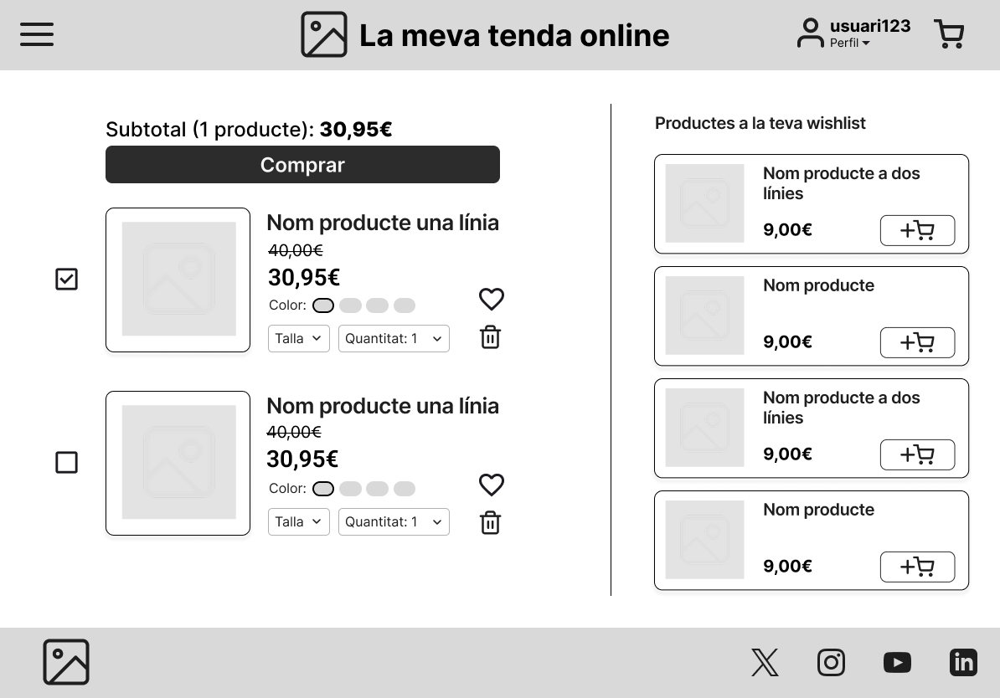 La meva tenda online
usuari123
Perfil
Subtotal (1 producte): 30,95€
Comprar
Nom producte una línia
40,00€
30,95€
Color:
Talla
Quantitat: 1
Nom producte una línia
40,00€
30,95€
Color:
Talla
Quantitat: 1
Productes a la teva wishlist
Nom producte a dos
línies
9,00€
Nom producte
9,00€
Nom producte a dos
línies
9,00€
Nom producte
9,00€